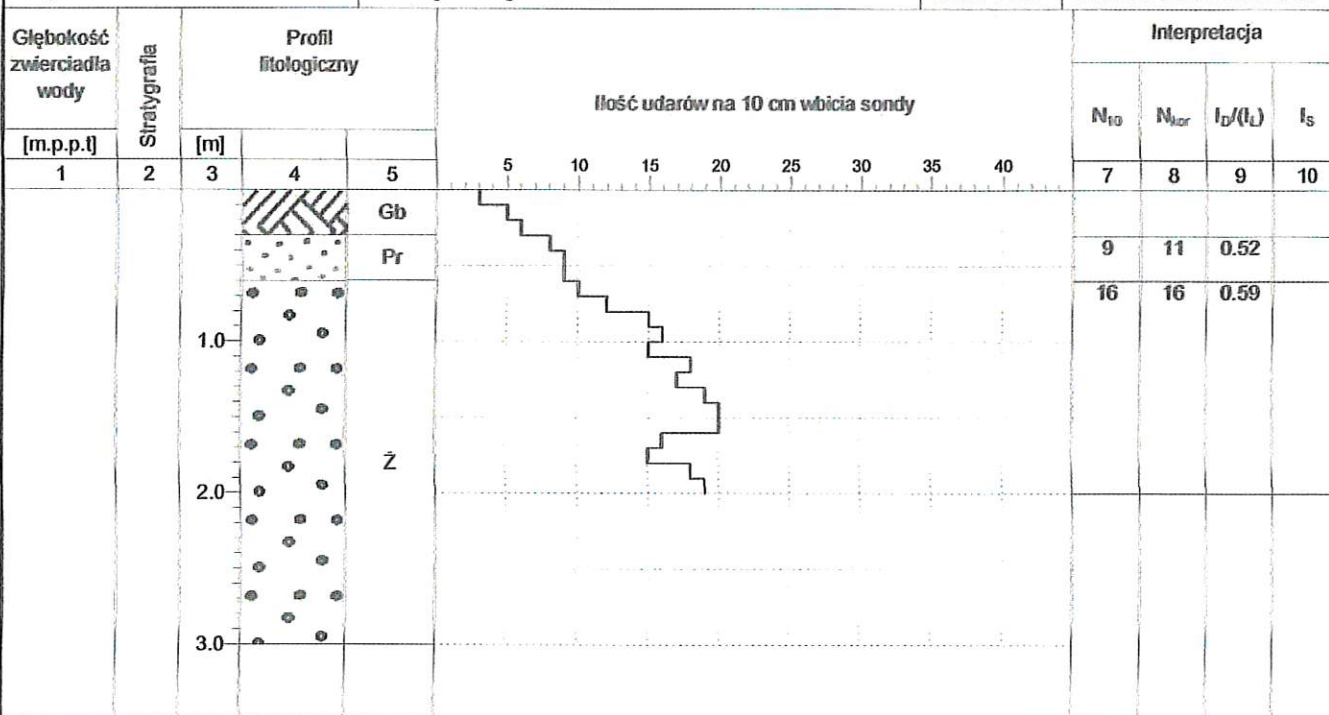 Głębokość zwierciadła wody
Stratygrafia
Profil litologiczny
Ilość udarów na 10 cm wbicia sondy
Interpretacja
N10 Nkor ID/(IL) IS
[m.p.p.t] [m]
5 10 15 20 25 30 35 40
1 2 3 4 5 7 8 9 10
Gb
Pr 9 11 0.52
16 16 0.59
1.0
Ż
2.0
3.0